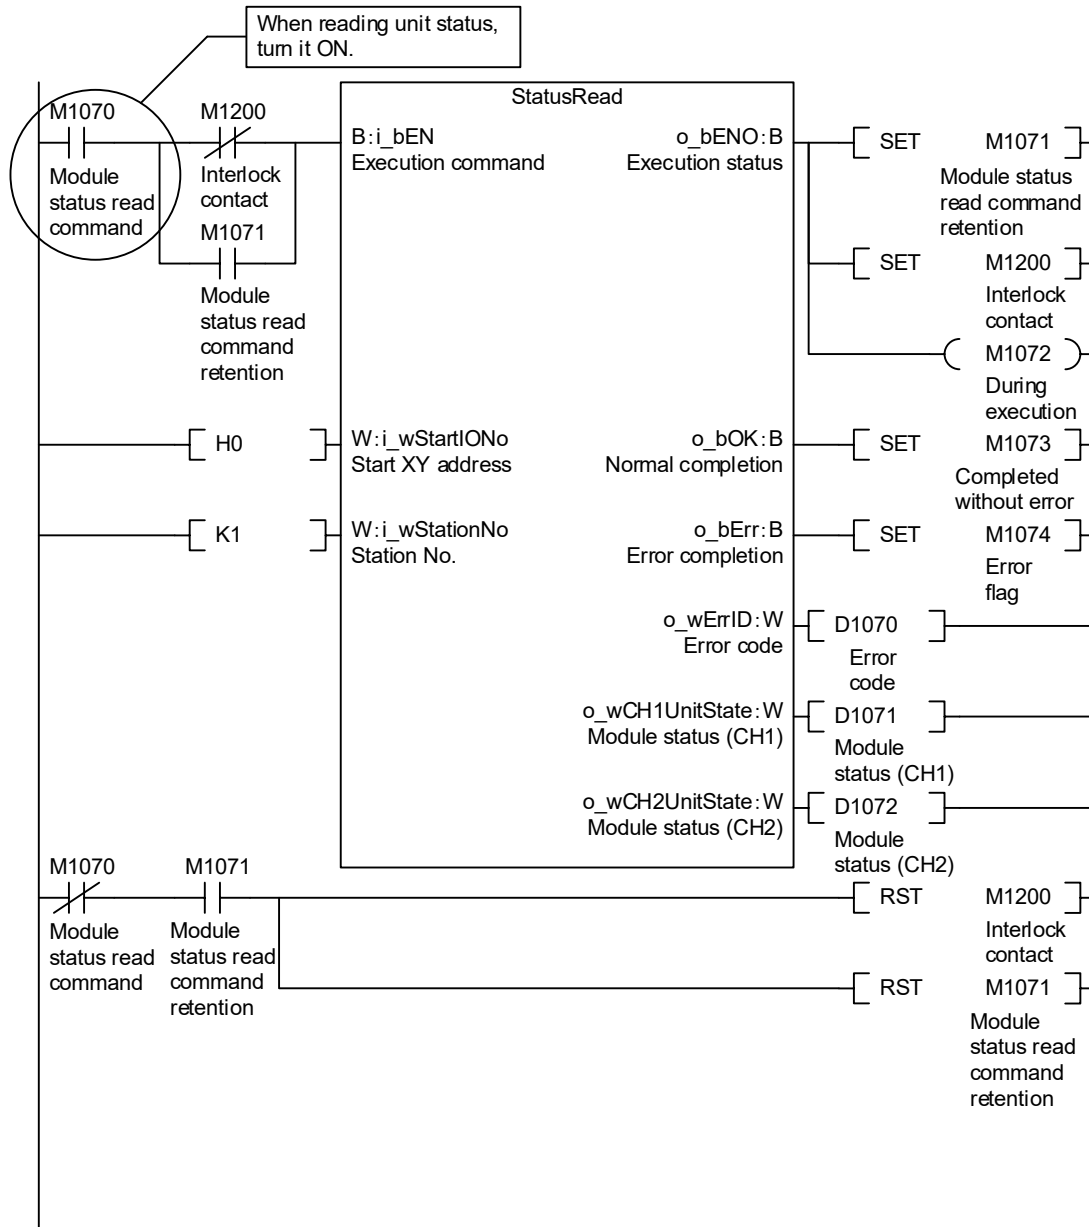 When reading unit status,
turn it ON.
StatusRead
M1070
M1200
B:i_bEN
o_bENO:B
SET M1071
Execution command
Execution status
Module
status read
command
Interlock
contact
Module status
read command
retention
M1071
SET M1200
Module
status read
command
retention
Interlock
contact
M1072
During
execution
H0
W:i_wStartIONo
o_bOK:B
SET M1073
Start XY address
Normal completion
Completed
without error
K1
W:i_wStationNo
o_bErr:B
SET M1074
Station No.
Error completion
Error
flag
o_wErrID:W
D1070
Error code
Error
code
o_wCH1UnitState:W
D1071
Module status (CH1)
Module
status (CH1)
o_wCH2UnitState:W
D1072
Module status (CH2)
Module
status (CH2)
M1070
M1071
RST M1200
Module
status read
command
Module
status read
command
retention
Interlock
contact
RST M1071
Module
status read
command
retention